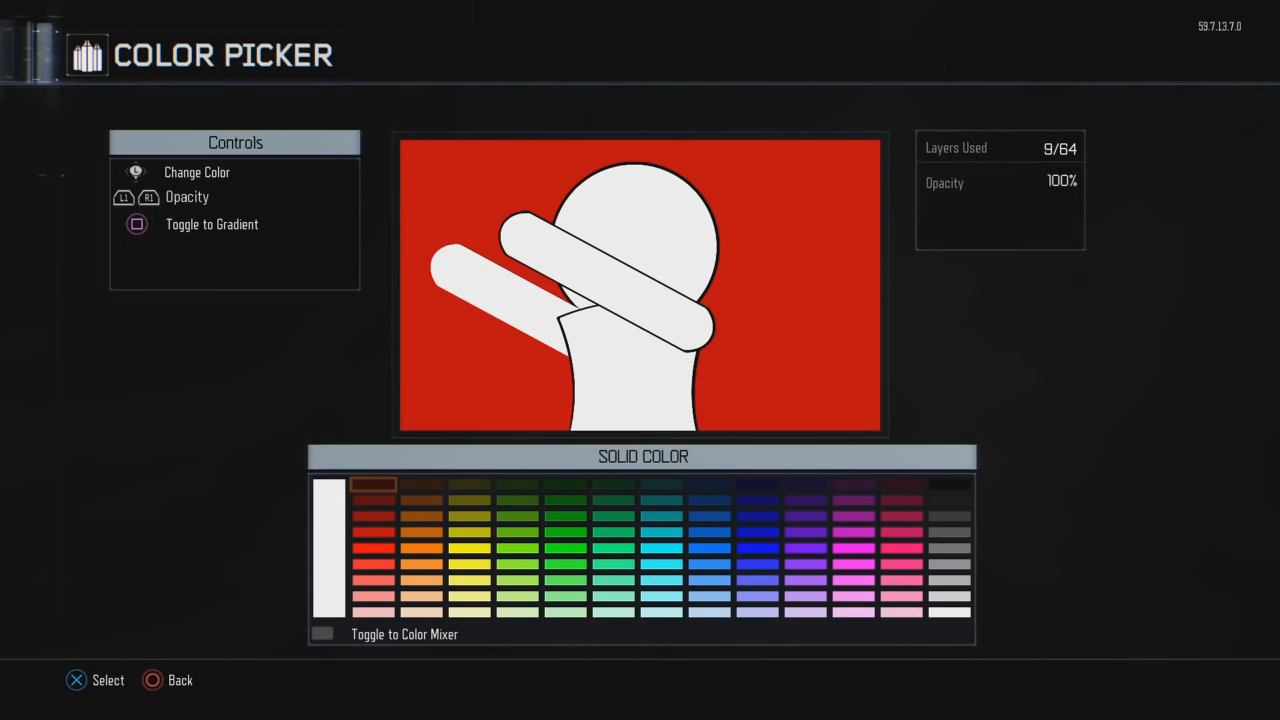 59.7.13.7.0
COLOR PICKER
Controls
L Change Color
L1 R1 Opacity
Toggle to Gradient
Layers Used 9/64
Opacity 100%
SOLID COLOR
Toggle to Color Mixer
Select Back